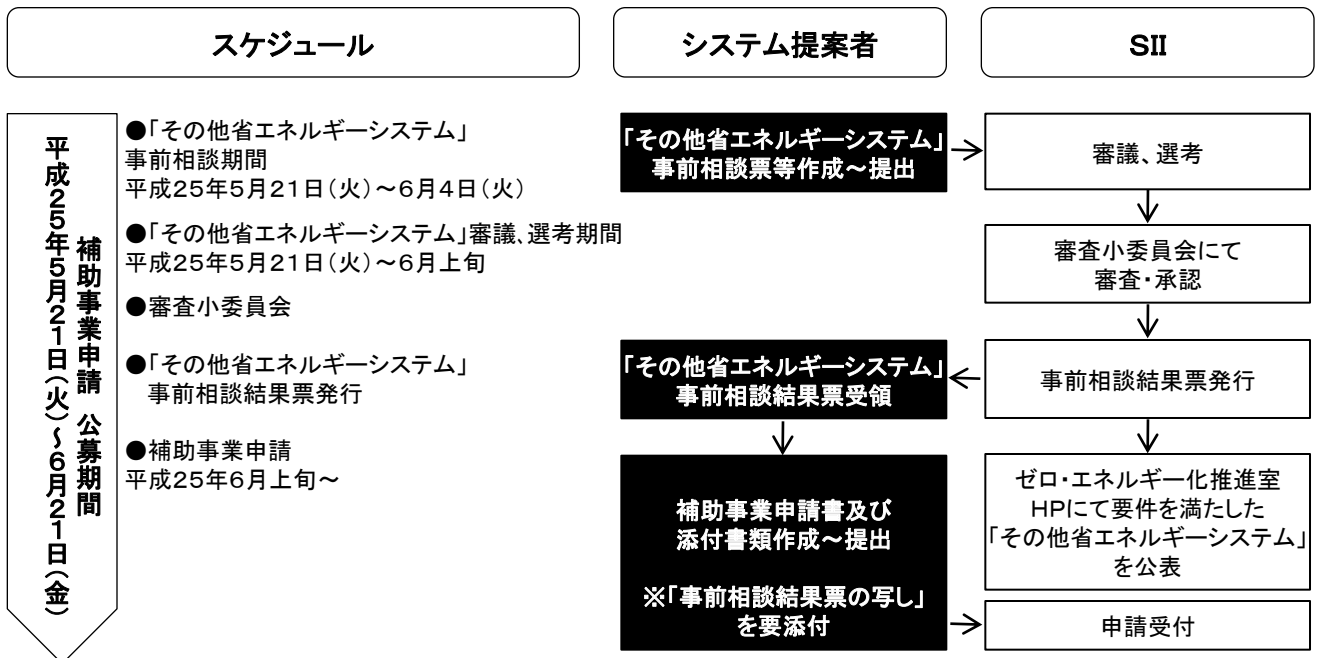 スケジュール
システム提案者
SII
補助事業申請 公募期間
平成25年5月21日(火)～6月21日(金)
●「その他省エネルギーシステム」
事前相談期間
平成25年5月21日(火)～6月4日(火)
●「その他省エネルギーシステム」審議、選考期間
平成25年5月21日(火)～6月上旬
●審査小委員会
●「その他省エネルギーシステム」
事前相談結果票発行
●補助事業申請
平成25年6月上旬～
「その他省エネルギーシステム」
事前相談票等作成～提出
審議、選考
審査小委員会にて
審査・承認
「その他省エネルギーシステム」
事前相談結果票受領
事前相談結果票発行
補助事業申請書及び
添付書類作成～提出
※「事前相談結果票の写し」
を要添付
ゼロ・エネルギー化推進室
HPにて要件を満たした
「その他省エネルギーシステム」
を公表
申請受付